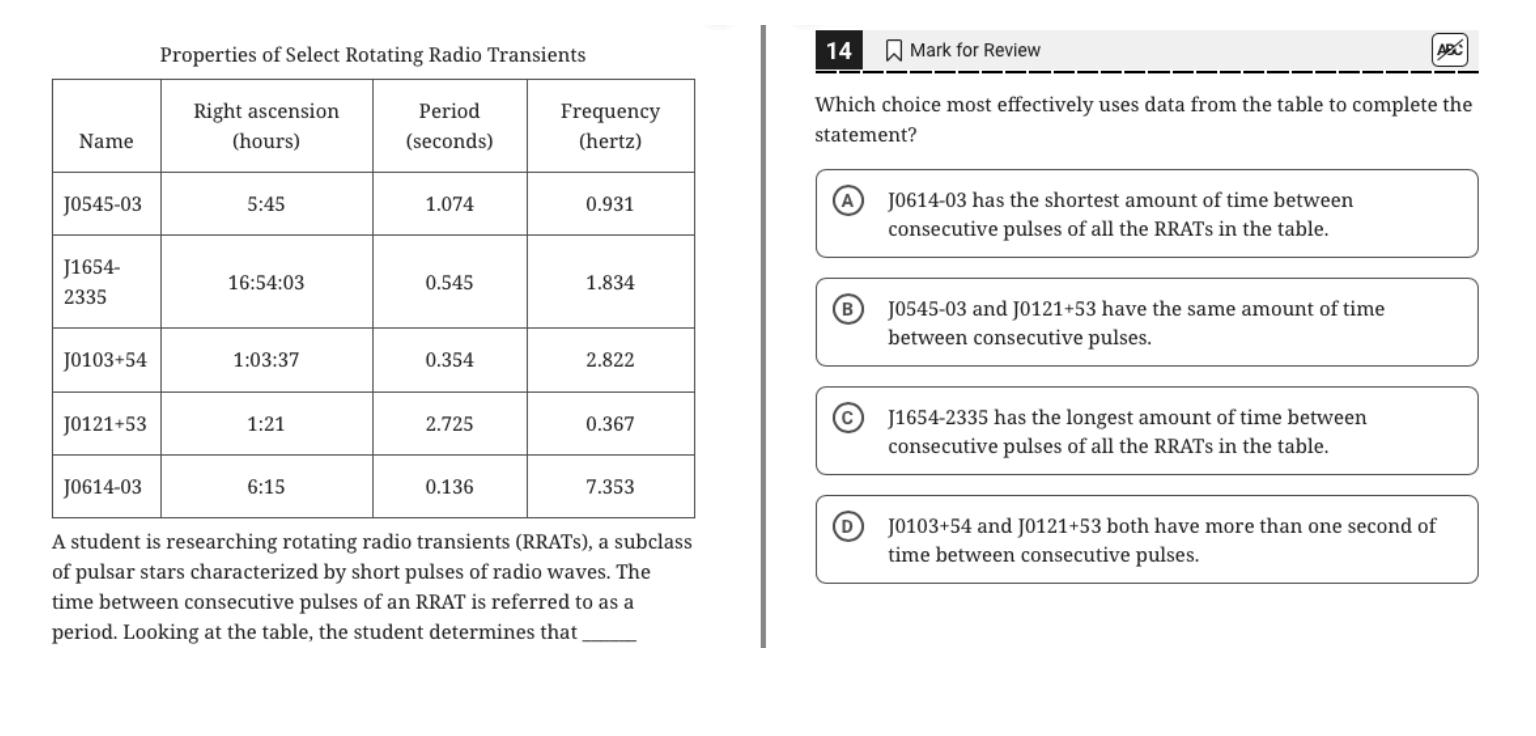 Properties of Select Rotating Radio Transients
Name
Right ascension
(hours)
Period
(seconds)
Frequency
(hertz)
J0545-03 5:45 1.074 0.931
J1654-
2335
16:54:03 0.545 1.834
J0103+54 1:03:37 0.354 2.822
J0121+53 1:21 2.725 0.367
J0614-03 6:15 0.136 7.353
A student is researching rotating radio transients (RRATs), a subclass
of pulsar stars characterized by short pulses of radio waves. The
time between consecutive pulses of an RRAT is referred to as a
period. Looking at the table, the student determines that ______
14 Mark for Review ABC
Which choice most effectively uses data from the table to complete the
statement?
A J0614-03 has the shortest amount of time between
consecutive pulses of all the RRATs in the table.
B J0545-03 and J0121+53 have the same amount of time
between consecutive pulses.
C J1654-2335 has the longest amount of time between
consecutive pulses of all the RRATs in the table.
D J0103+54 and J0121+53 both have more than one second of
time between consecutive pulses.